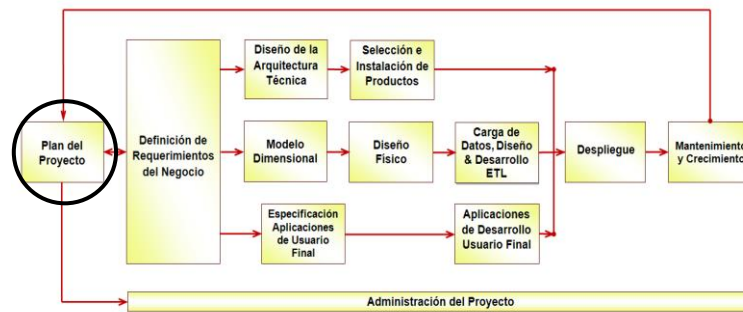 Plan del
Proyecto
Definición de
Requerimientos
del Negocio
Diseño de la
Arquitectura
Técnica
Selección e
Instalación de
Productos
Modelo
Dimensional
Diseño
Físico
Carga de
Datos, Diseño
& Desarrollo
ETL
Especificación
Aplicaciones
de Usuario
Final
Aplicaciones
de Desarrollo
Usuario Final
Despliegue
Mantenimiento
y Crecimiento
Administración del Proyecto